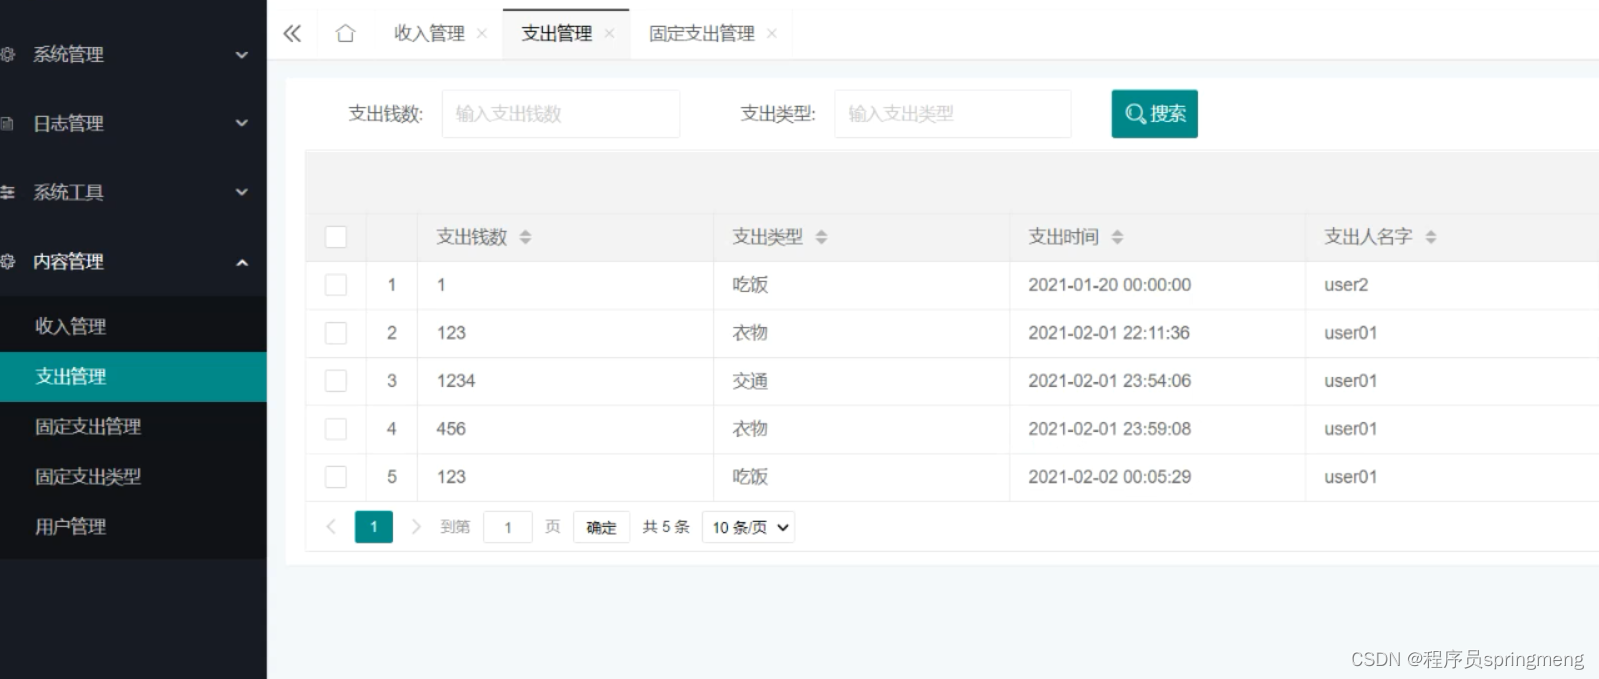 系统管理
日志管理
系统工具
内容管理
收入管理
支出管理
固定支出管理
固定支出类型
用户管理
收入管理 × 支出管理 × 固定支出管理 ×
支出钱数: 输入支出钱数 支出类型: 输入支出类型 搜索
支出钱数 支出类型 支出时间 支出人名字
1 1 吃饭 2021-01-20 00:00:00 user2
2 123 衣物 2021-02-01 22:11:36 user01
3 1234 交通 2021-02-01 23:54:06 user01
4 456 衣物 2021-02-01 23:59:08 user01
5 123 吃饭 2021-02-02 00:05:29 user01
1 到第 1 页 确定 共 5 条 10 条/页
CSDN @程序员springmeng